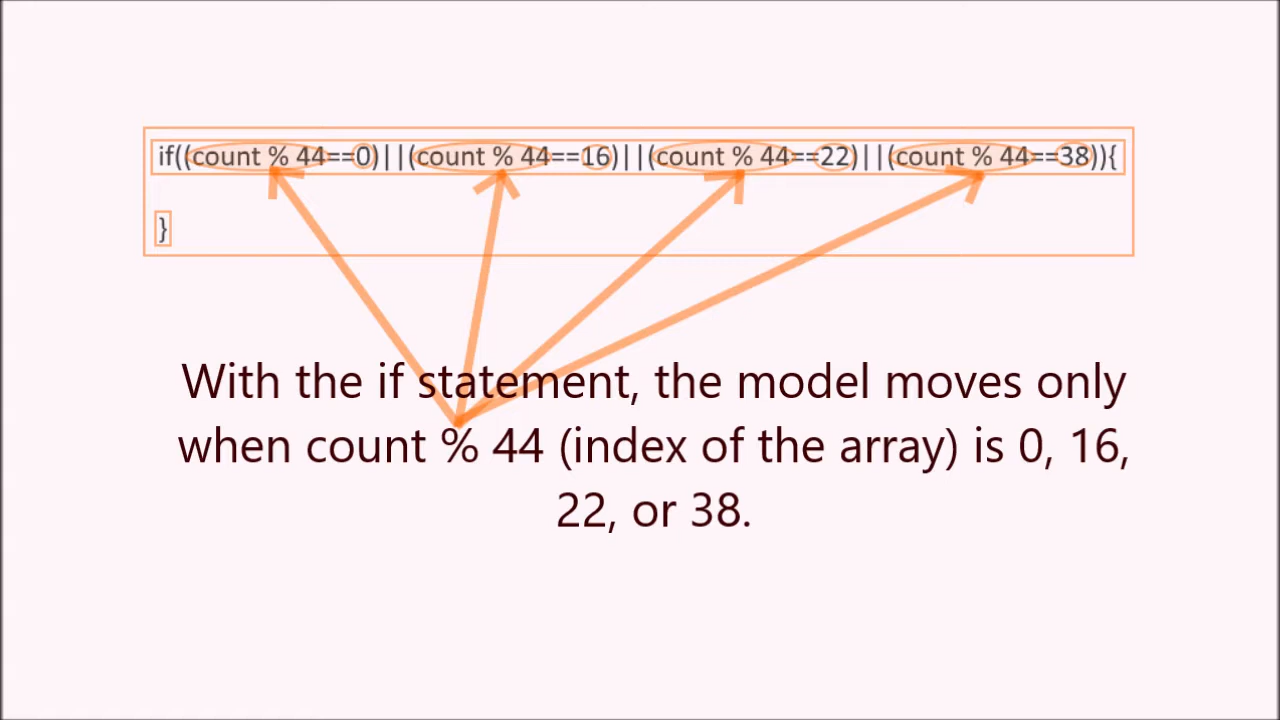 if((count % 44==0)||(count % 44==16)||(count % 44==22)||(count % 44==38)){
}
With the if statement, the model moves only
when count % 44 (index of the array) is 0, 16,
22, or 38.